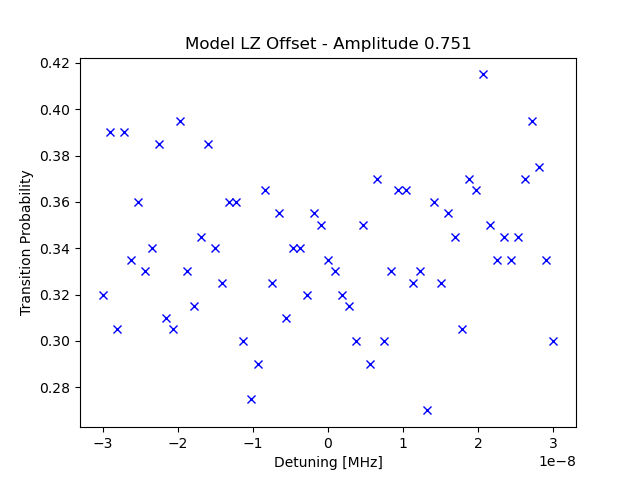 Model LZ Offset - Amplitude 0.751
Transition Probability
0.42
0.40
0.38
0.36
0.34
0.32
0.30
0.28
−3 −2 −1 0 1 2 3
1e−8
Detuning [MHz]